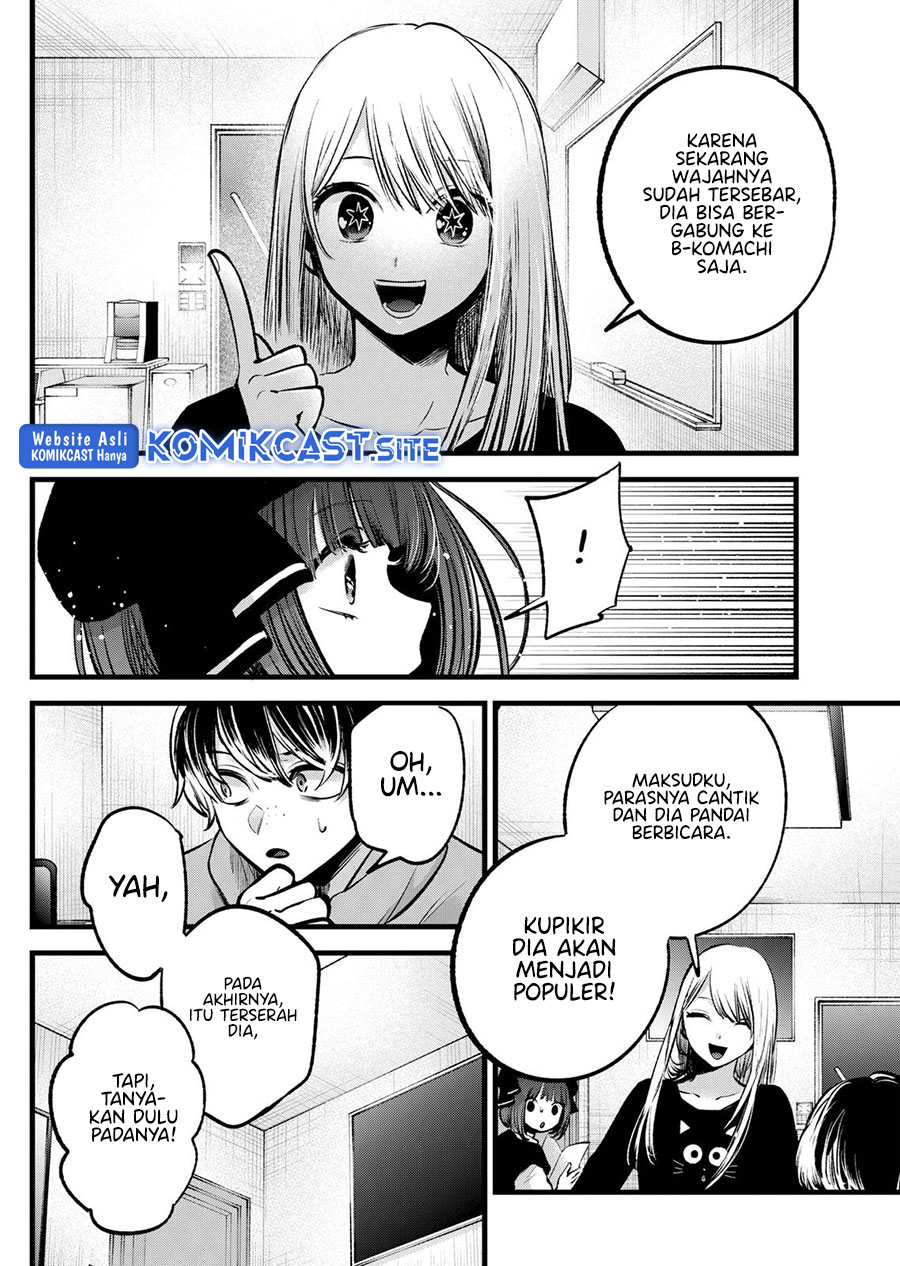 KARENA
SEKARANG
WAJAHNYA
SUDAH TERSEBAR,
DIA BISA BER-
GABUNG KE
B-KOMACHI
SAJA.
Website Asli
KOMIKCAST Hanya
KOMIKCAST.SITE
!
MAKSUDKU,
PARASNYA CANTIK
DAN DIA PANDAI
BERBICARA.
KUPIKIR
DIA AKAN
MENJADI
POPULER!
OH,
UM...
YAH,
PADA
AKHIRNYA,
ITU TERSERAH
DIA,
TAPI,
TANYA-
KAN DULU
PADANYA!